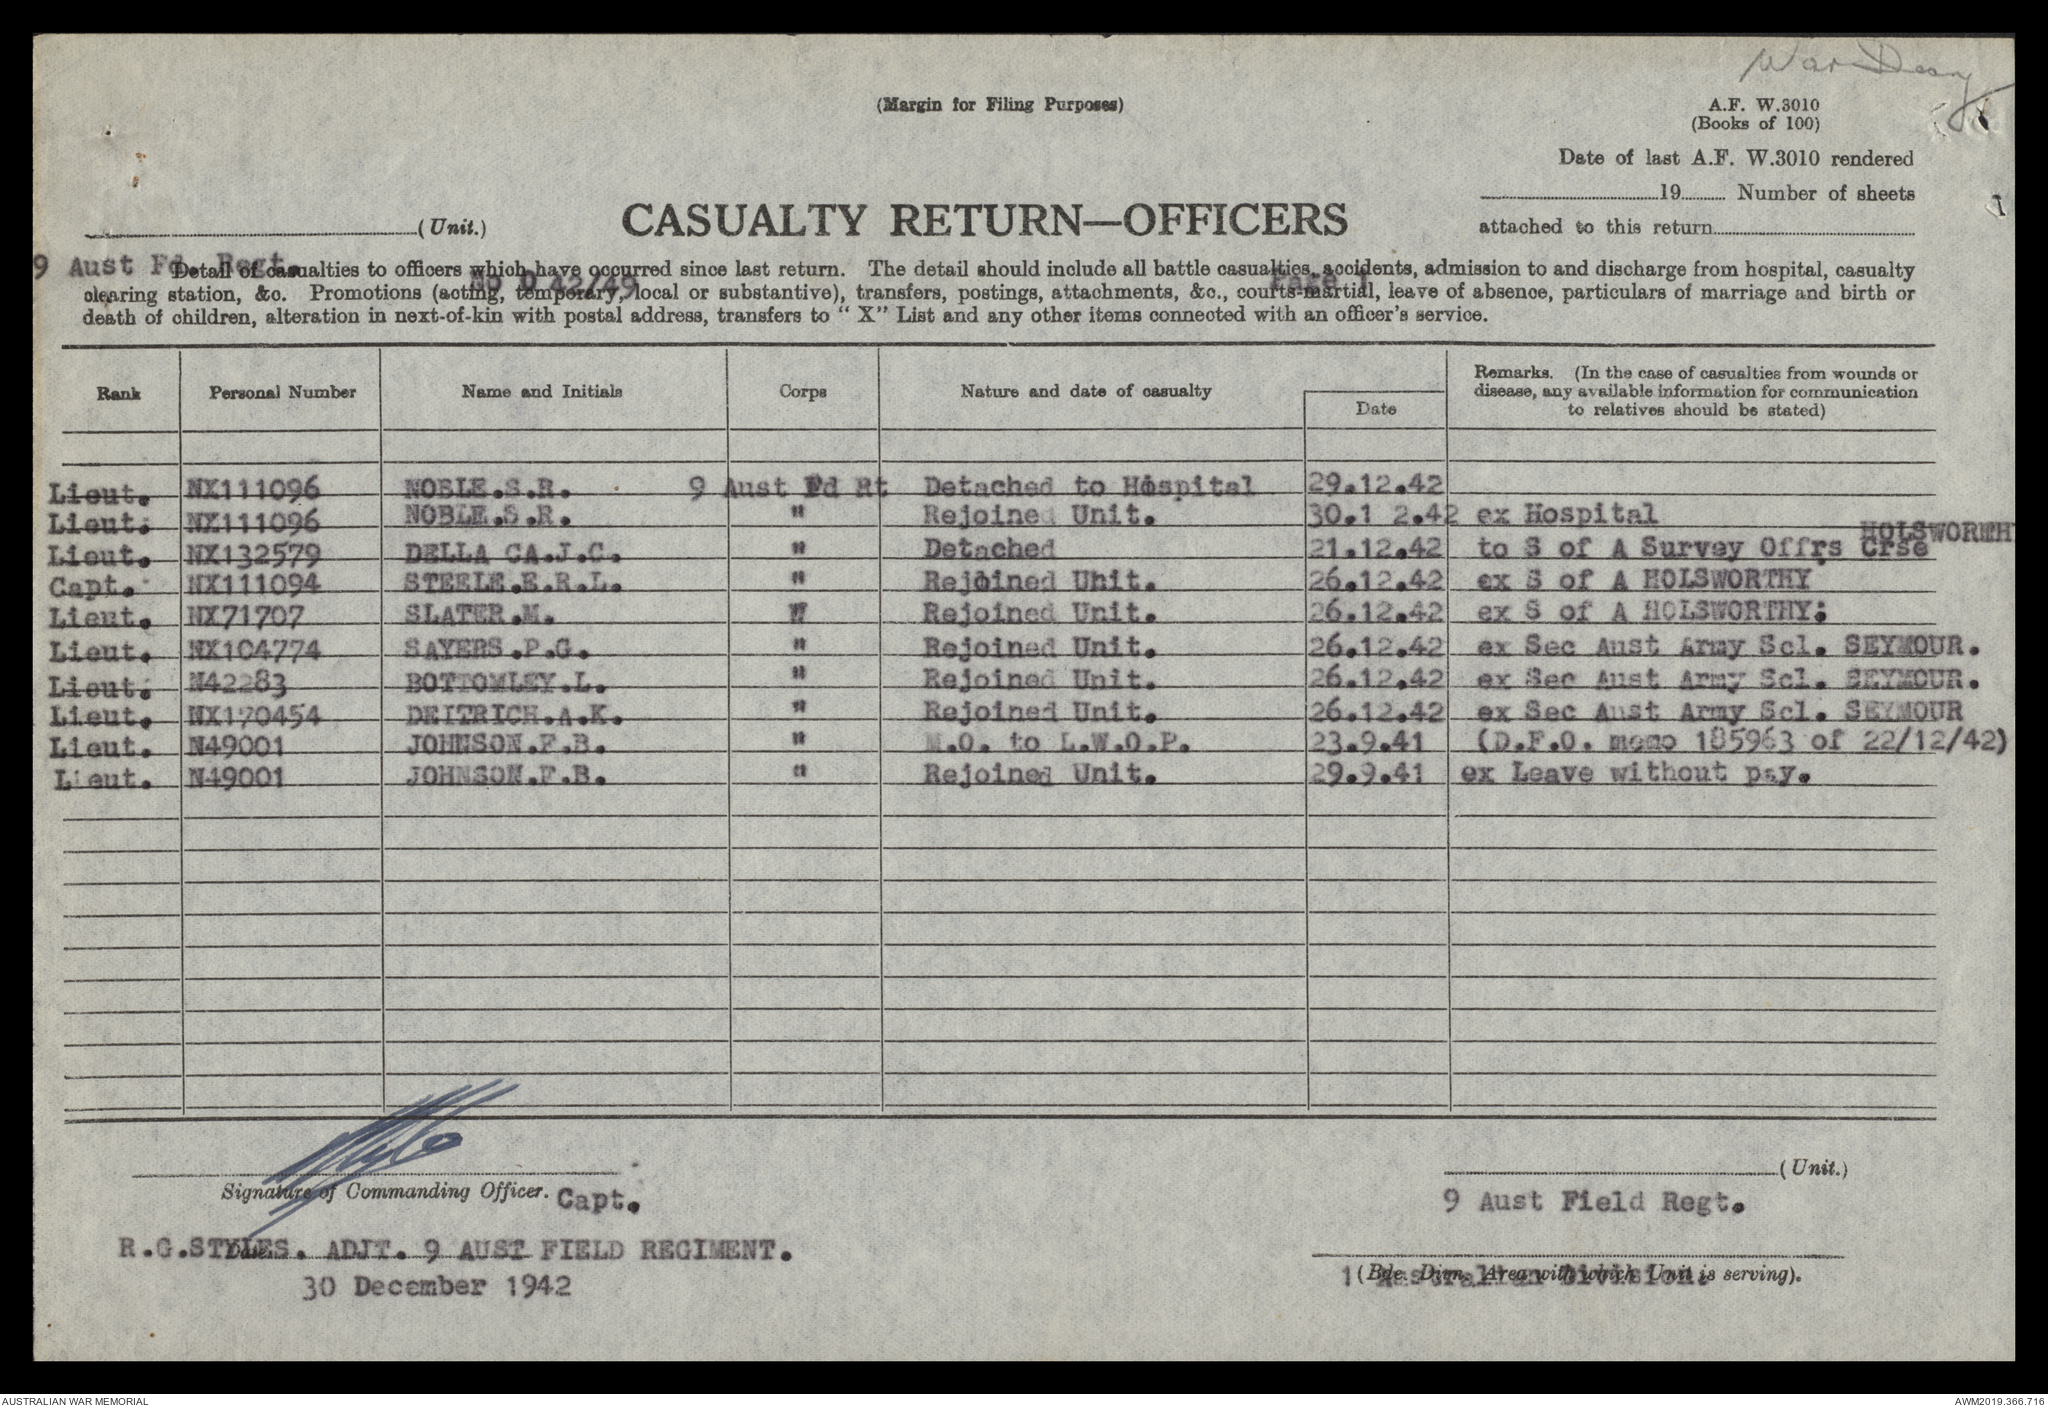 War Diary
(Margin for Filing Purposes)
A.F. W.3010
(Books of 100)
Date of last A.F. W.3010 rendered
19 Number of sheets
attached to this return
(Unit.)
CASUALTY RETURN—OFFICERS
9 Aust Fd. Regt.
No O 42/49
Page 1
Detail of casualties to officers which have occurred since last return. The detail should include all battle casualties, accidents, admission to and discharge from hospital, casualty
clearing station, &c. Promotions (acting, temporary, local or substantive), transfers, postings, attachments, &c., courts-martial, leave of absence, particulars of marriage and birth or
death of children, alteration in next-of-kin with postal address, transfers to “ X” List and any other items connected with an officer's service.
Rank Personal Number Name and Initials Corps Nature and date of casualty Date Remarks. (In the case of casualties from wounds or
disease, any available information for communication
to relatives should be stated)
Lieut. NX111096 NOBLE.S.R. 9 Aust Fd Rt Detached to Hospital 29.12.42
Lieut. NX111096 NOBLE.S.R. " Rejoined Unit. 30.1 2.42 ex Hospital
HOLSWORTHY
Lieut. NX132579 DELLA CA.J.C. " Detached 21.12.42 to S of A Survey Offrs Crse
Capt. NX111094 STEELE.E.R.L. " Rejoined Unit. 26.12.42 ex S of A HOLSWORTHY
Lieut. NX71707 SLATER.M. " Rejoined Unit. 26.12.42 ex S of A HOLSWORTHY.
Lieut. NX104774 SAYERS.P.G. " Rejoined Unit. 26.12.42 ex Sec Aust Army Scl. SEYMOUR.
Lieut. N42283 BOTTOMLEY.L. " Rejoined Unit. 26.12.42 ex Sec Aust Army Scl. SEYMOUR.
Lieut. NX170454 DEITRICH.A.K. " Rejoined Unit. 26.12.42 ex Sec Aust Army Scl. SEYMOUR
Lieut. N49001 JOHNSON.F.B. " M.O. to L.W.O.P. 23.9.41 (D.F.O. memo 185963 of 22/12/42)
Lieut. N49001 JOHNSON.F.B. " Rejoined Unit. 29.9.41 ex Leave without pay.
Signature of Commanding Officer. Capt.
R.G.STYLES. ADJT. 9 AUST FIELD REGIMENT.
30 December 1942
(Unit.)
9 Aust Field Regt.
1 Australian Division.
(Bde. Divn. Area with which Unit is serving).
AUSTRALIAN WAR MEMORIAL
AWM2019.366.716